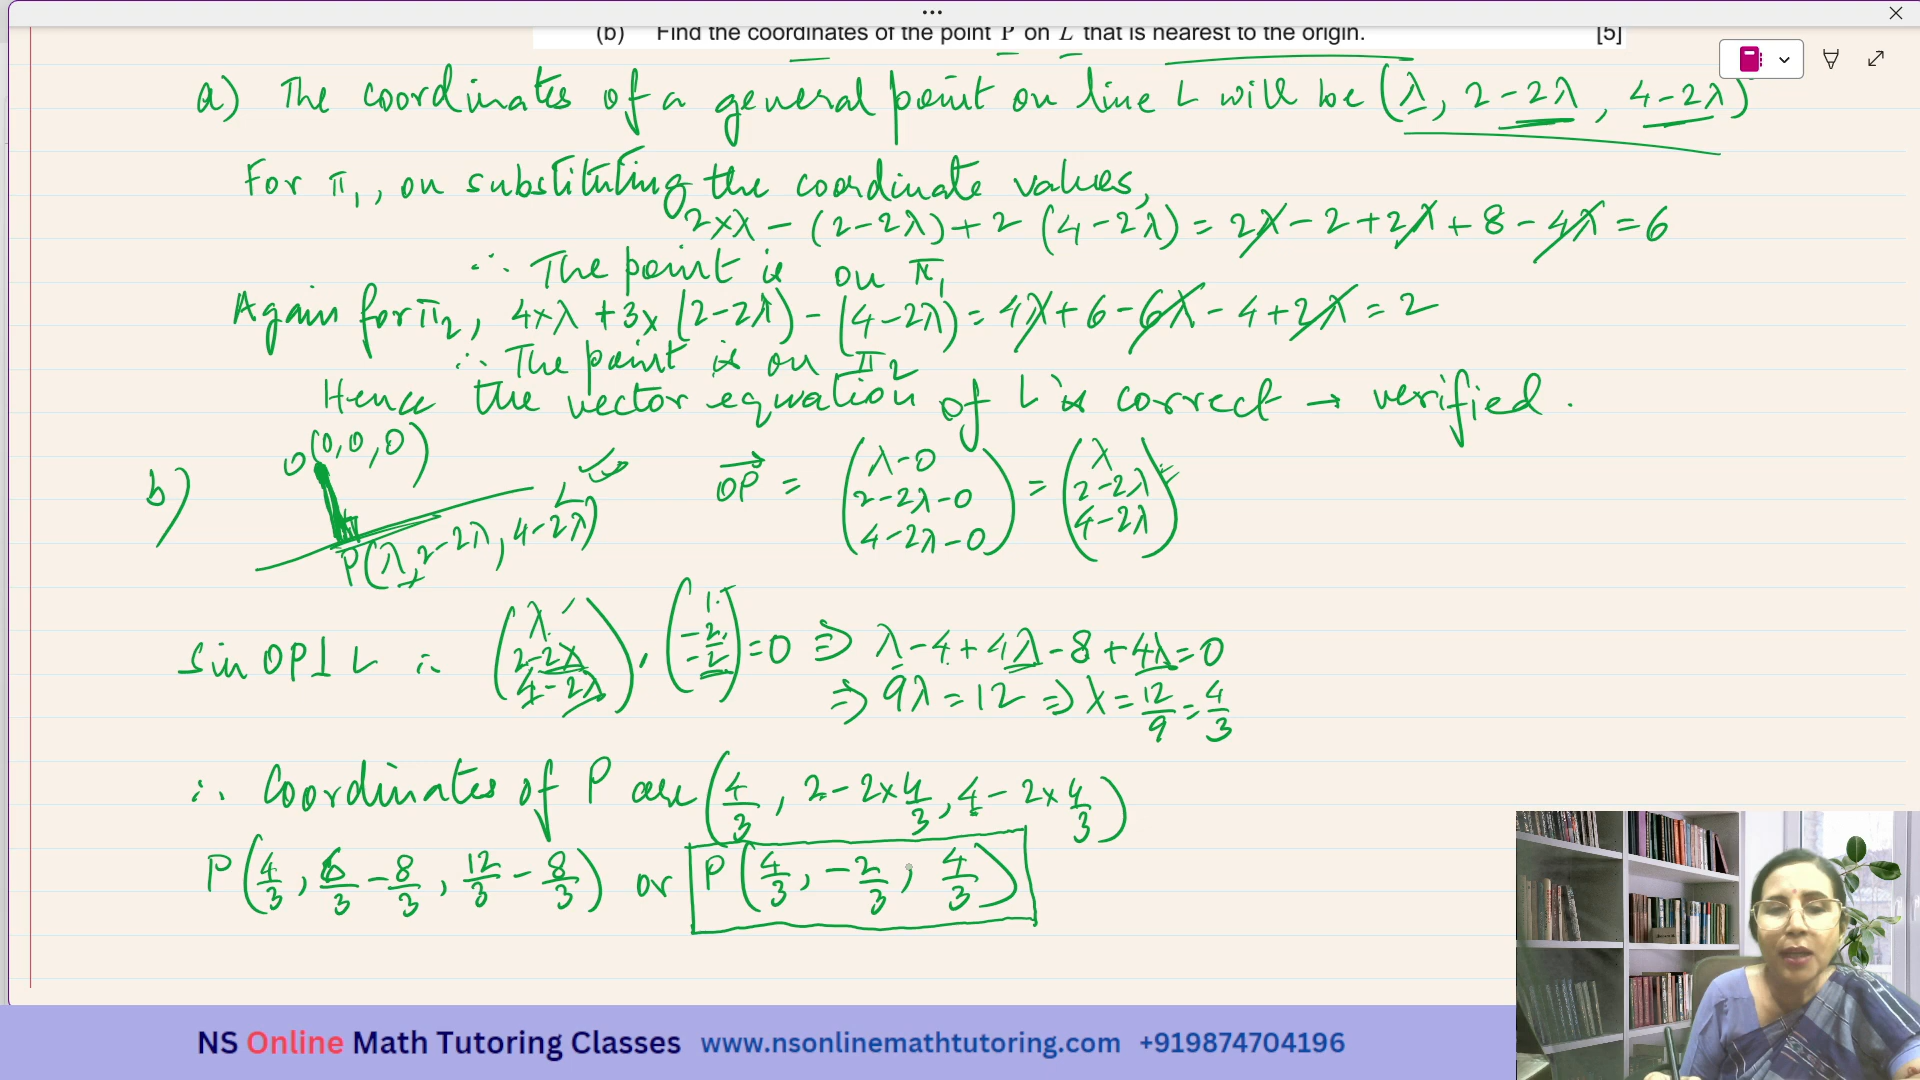 (b) Find the coordinates of the point P on L that is nearest to the origin. [5]
a) The coordinates of a general point on line L will be (λ, 2-2λ, 4-2λ)
For π₁, on substituting the coordinate values,
2×λ - (2-2λ) + 2 (4-2λ) = 2λ - 2 + 2λ + 8 - 4λ = 6
∴ The point is on π₁
Again for π₂, 4×λ + 3×(2-2λ) - (4-2λ) = 4λ + 6 - 6λ - 4 + 2λ = 2
∴ The point is on π₂
Hence the vector equation of L is correct → verified.
b) O(0,0,0)
L
P(λ, 2-2λ, 4-2λ)
OP⃗ = (λ-0, 2-2λ-0, 4-2λ-0) = (λ, 2-2λ, 4-2λ)
Sin OP⊥L ∴ (λ, 2-2λ, 4-2λ) . (1, -2, -2) = 0 ⇒ λ-4+4λ-8+4λ=0
⇒ 9λ = 12 ⇒ λ = 12/9 = 4/3
∴ Coordinates of P are (4/3, 2-2×4/3, 4-2×4/3)
P(4/3, 6/3 - 8/3, 12/3 - 8/3) or P(4/3, -2/3, 4/3)
NS Online Math Tutoring Classes www.nsonlinemathtutoring.com +919874704196